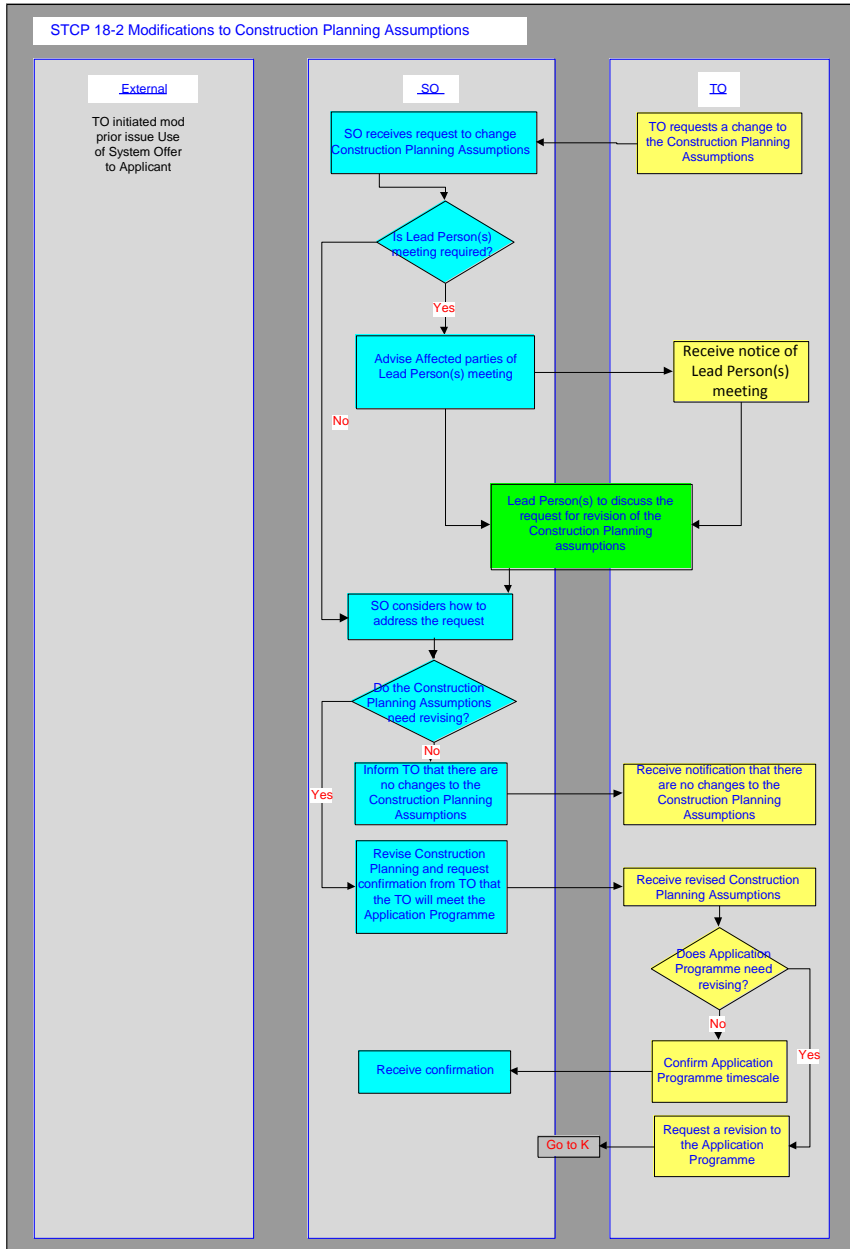 STCP 18-2 Modifications to Construction Planning Assumptions
External
SO
TO
TO initiated mod
prior issue Use
of System Offer
to Applicant
SO receives request to change
Construction Planning Assumptions
TO requests a change to
the Construction Planning
Assumptions
Is Lead Person(s)
meeting required?
Yes
Advise Affected parties of
Lead Person(s) meeting
Receive notice of
Lead Person(s)
meeting
No
Lead Person(s) to discuss the
request for revision of the
Construction Planning
assumptions
SO considers how to
address the request
Do the Construction
Planning Assumptions
need revising?
No
Yes
Inform TO that there are
no changes to the
Construction Planning
Assumptions
Receive notification that there
are no changes to the
Construction Planning
Assumptions
Revise Construction
Planning and request
confirmation from TO that
the TO will meet the
Application Programme
Receive revised Construction
Planning Assumptions
Does Application
Programme need
revising?
No
Yes
Receive confirmation
Confirm Application
Programme timescale
Go to K
Request a revision to
the Application
Programme